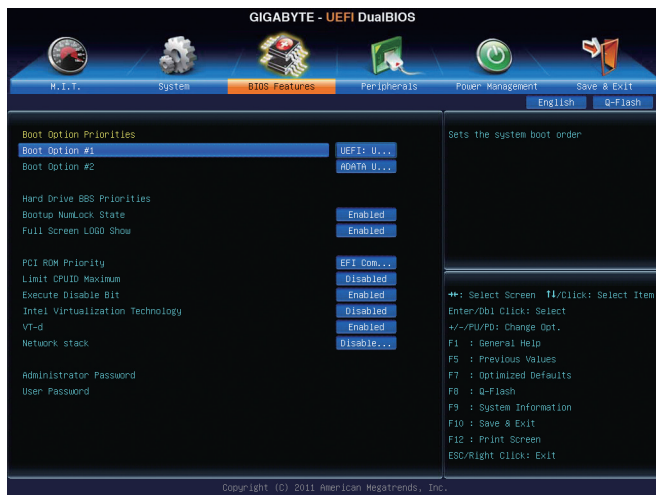 GIGABYTE - UEFI DualBIOS
M.I.T. System BIOS Features Peripherals Power Management Save & Exit
English Q-Flash
Boot Option Priorities
Boot Option #1 UEFI: U...
Boot Option #2 ADATA U...
Hard Drive BBS Priorities
Bootup NumLock State Enabled
Full Screen LOGO Show Enabled
PCI ROM Priority EFI Com...
Limit CPUID Maximum Disabled
Execute Disable Bit Enabled
Intel Virtualization Technology Disabled
VT-d Enabled
Network stack Disable...
Administrator Password
User Password
Sets the system boot order
→←: Select Screen ↑↓/Click: Select Item
Enter/Dbl Click: Select
+/-/PU/PD: Change Opt.
F1 : General Help
F5 : Previous Values
F7 : Optimized Defaults
F8 : Q-Flash
F9 : System Information
F10 : Save & Exit
F12 : Print Screen
ESC/Right Click: Exit
Copyright (C) 2011 American Megatrends, Inc.